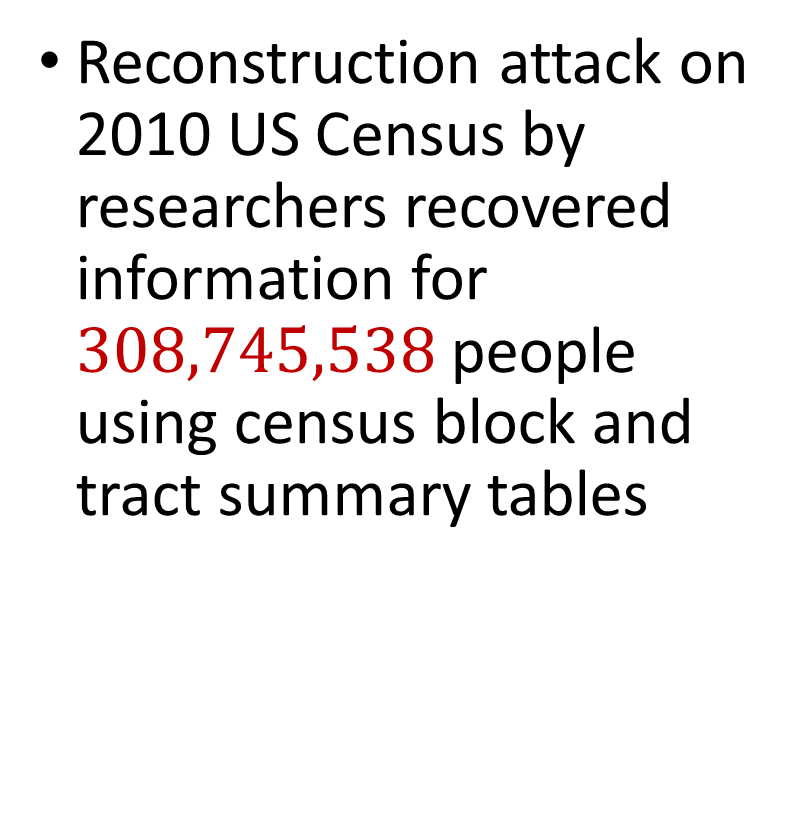 • Reconstruction attack on
2010 US Census by
researchers recovered
information for
308,745,538 people
using census block and
tract summary tables